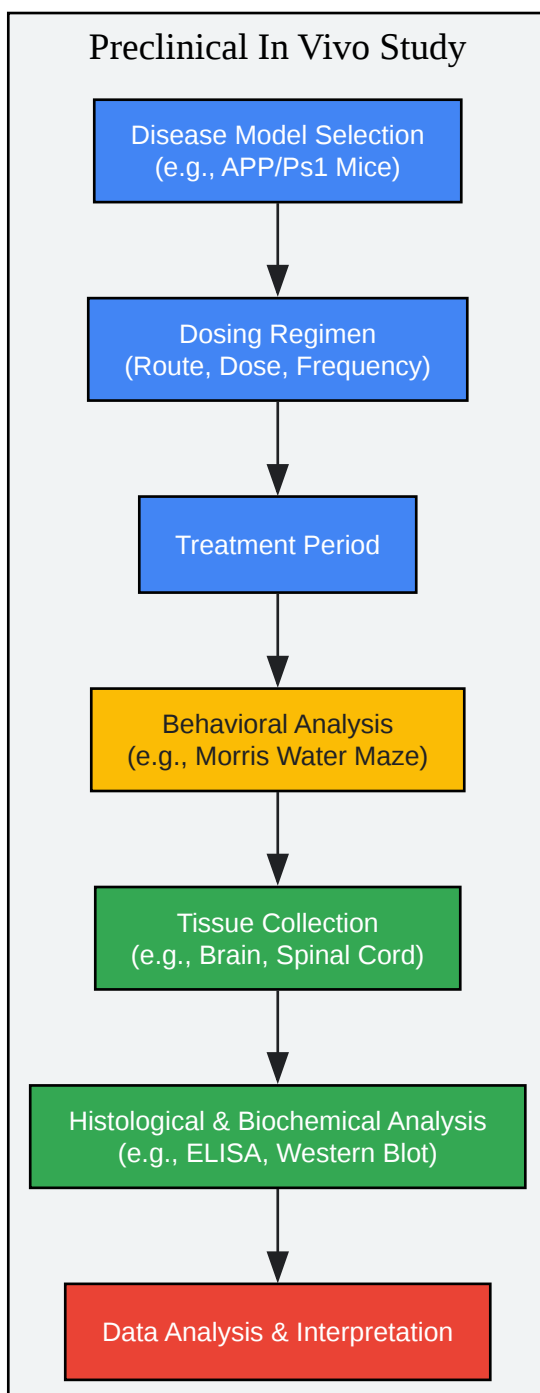 Preclinical In Vivo Study
Disease Model Selection
(e.g., APP/Ps1 Mice)
Dosing Regimen
(Route, Dose, Frequency)
Treatment Period
Behavioral Analysis
(e.g., Morris Water Maze)
Tissue Collection
(e.g., Brain, Spinal Cord)
Histological & Biochemical Analysis
(e.g., ELISA, Western Blot)
Data Analysis & Interpretation